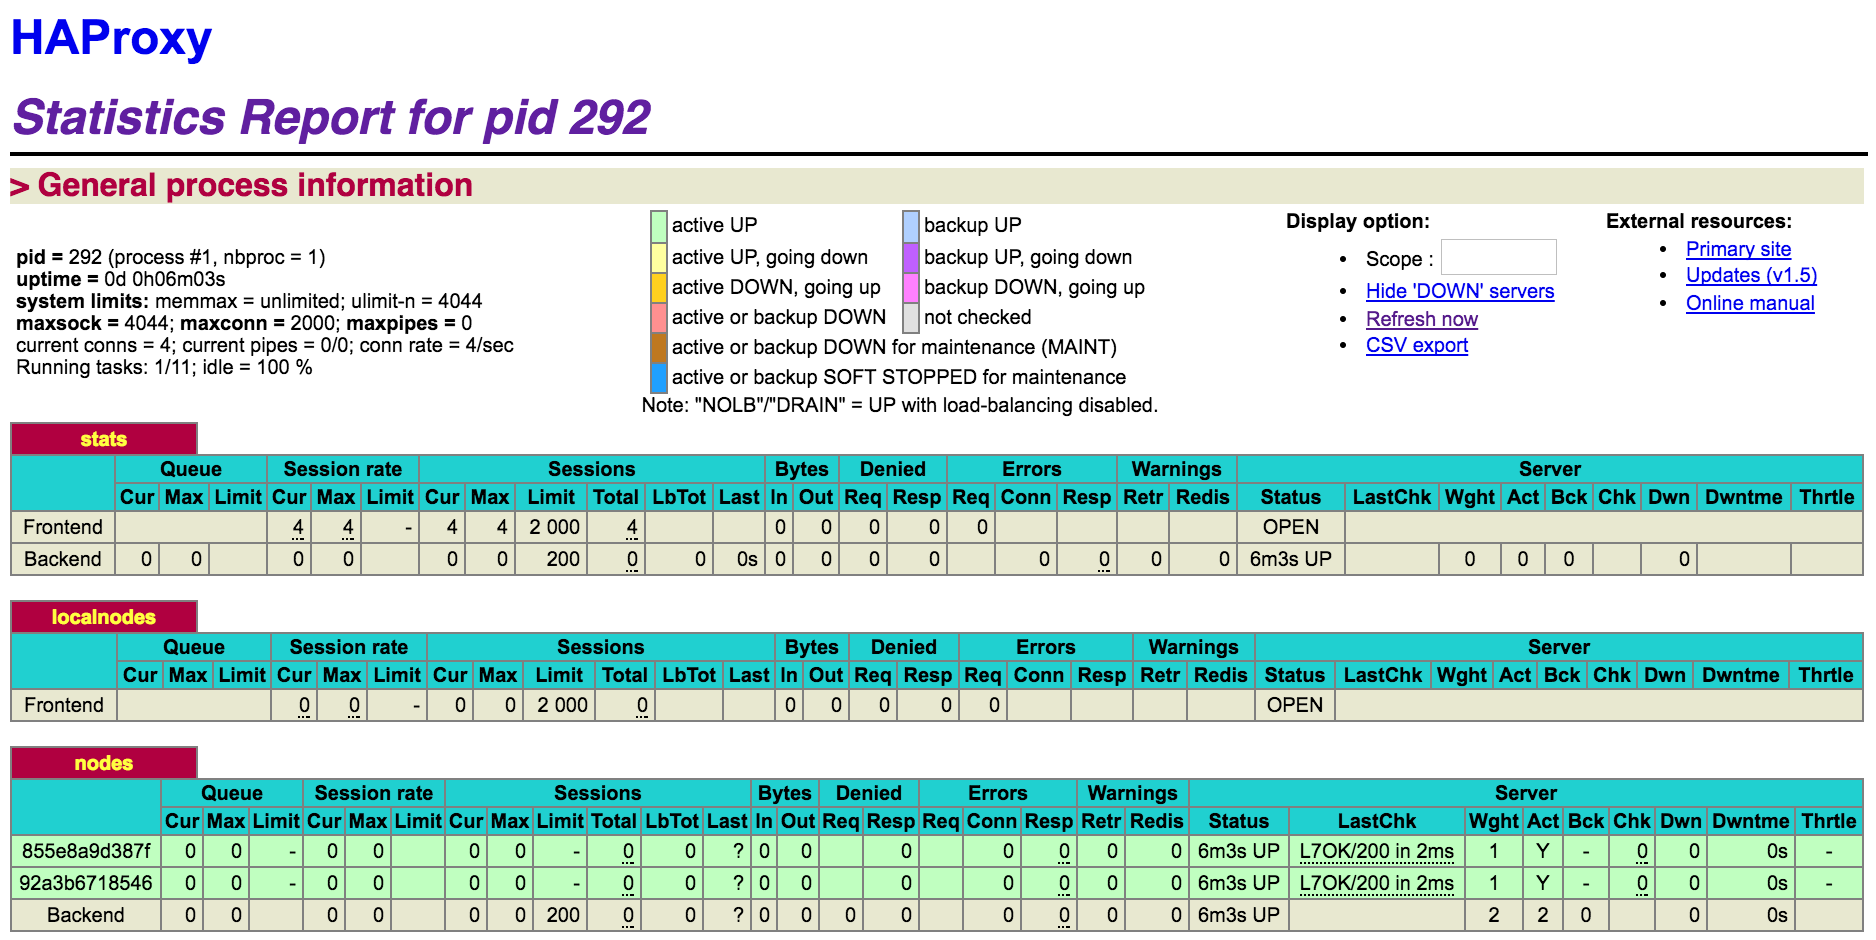 HAProxy
Statistics Report for pid 292
> General process information
pid = 292 (process #1, nbproc = 1)
uptime = 0d 0h06m03s
system limits: memmax = unlimited; ulimit-n = 4044
maxsock = 4044; maxconn = 2000; maxpipes = 0
current conns = 4; current pipes = 0/0; conn rate = 4/sec
Running tasks: 1/11; idle = 100 %
active UP backup UP
active UP, going down backup UP, going down
active DOWN, going up backup DOWN, going up
active or backup DOWN not checked
active or backup DOWN for maintenance (MAINT)
active or backup SOFT STOPPED for maintenance
Note: "NOLB"/"DRAIN" = UP with load-balancing disabled.
Display option:
• Scope :
• Hide 'DOWN' servers
• Refresh now
• CSV export
External resources:
• Primary site
• Updates (v1.5)
• Online manual
stats
Queue Session rate Sessions Bytes Denied Errors Warnings Server
Cur Max Limit Cur Max Limit Cur Max Limit Total LbTot Last In Out Req Resp Req Conn Resp Retr Redis Status LastChk Wght Act Bck Chk Dwn Dwntme Thrtle
Frontend 4 4 - 4 4 2 000 4 0 0 0 0 0 OPEN
Backend 0 0 0 0 0 0 200 0 0 0s 0 0 0 0 0 0 0 0 6m3s UP 0 0 0 0
localnodes
Queue Session rate Sessions Bytes Denied Errors Warnings Server
Cur Max Limit Cur Max Limit Cur Max Limit Total LbTot Last In Out Req Resp Req Conn Resp Retr Redis Status LastChk Wght Act Bck Chk Dwn Dwntme Thrtle
Frontend 0 0 - 0 0 2 000 0 0 0 0 0 0 OPEN
nodes
Queue Session rate Sessions Bytes Denied Errors Warnings Server
Cur Max Limit Cur Max Limit Cur Max Limit Total LbTot Last In Out Req Resp Req Conn Resp Retr Redis Status LastChk Wght Act Bck Chk Dwn Dwntme Thrtle
855e8a9d387f 0 0 - 0 0 0 0 - 0 0 ? 0 0 0 0 0 0 0 6m3s UP L7OK/200 in 2ms 1 Y - 0 0 0s -
92a3b6718546 0 0 - 0 0 0 0 - 0 0 ? 0 0 0 0 0 0 0 6m3s UP L7OK/200 in 2ms 1 Y - 0 0 0s -
Backend 0 0 0 0 0 0 200 0 0 ? 0 0 0 0 0 0 0 0 6m3s UP 2 2 0 0 0s